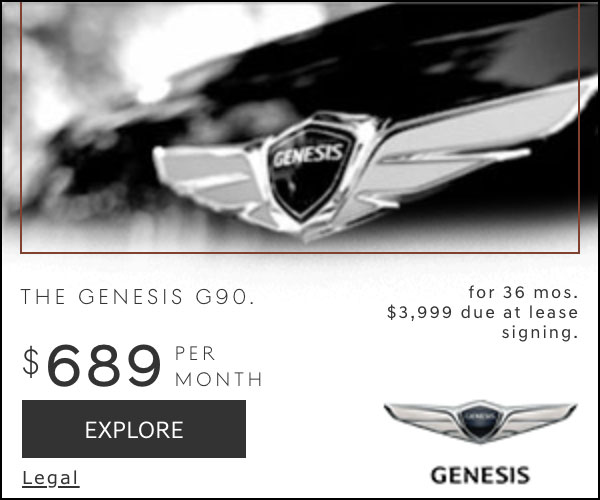 GENESIS
THE GENESIS G90.
for 36 mos.
$3,999 due at lease
signing.
$689 PER
MONTH
EXPLORE
Legal
GENESIS
GENESIS